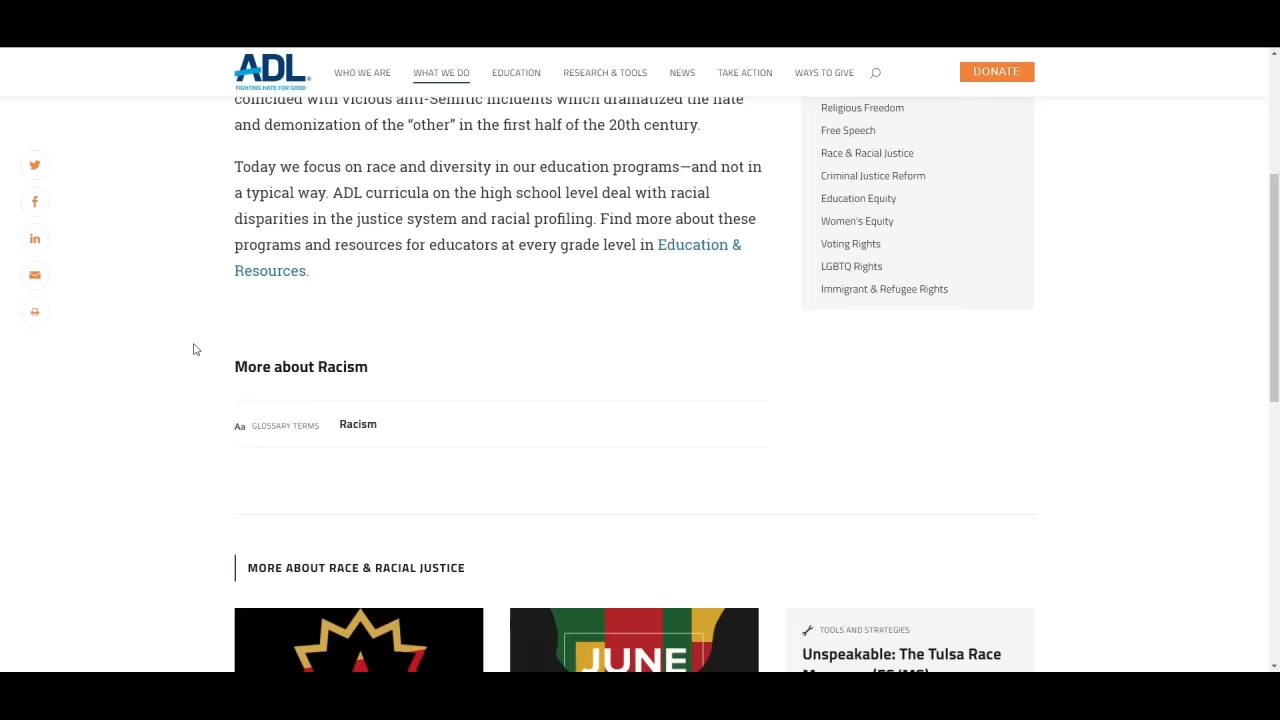 ADL
FIGHTING HATE FOR GOOD
WHO WE ARE
WHAT WE DO
EDUCATION
RESEARCH & TOOLS
NEWS
TAKE ACTION
WAYS TO GIVE
DONATE
coincided with vicious anti-Semitic incidents which dramatized the hate
and demonization of the “other” in the first half of the 20th century.
Today we focus on race and diversity in our education programs—and not in
a typical way. ADL curricula on the high school level deal with racial
disparities in the justice system and racial profiling. Find more about these
programs and resources for educators at every grade level in Education &
Resources.
Religious Freedom
Free Speech
Race & Racial Justice
Criminal Justice Reform
Education Equity
Women's Equity
Voting Rights
LGBTQ Rights
Immigrant & Refugee Rights
More about Racism
Aa GLOSSARY TERMS Racism
MORE ABOUT RACE & RACIAL JUSTICE
JUNE
TOOLS AND STRATEGIES
Unspeakable: The Tulsa Race